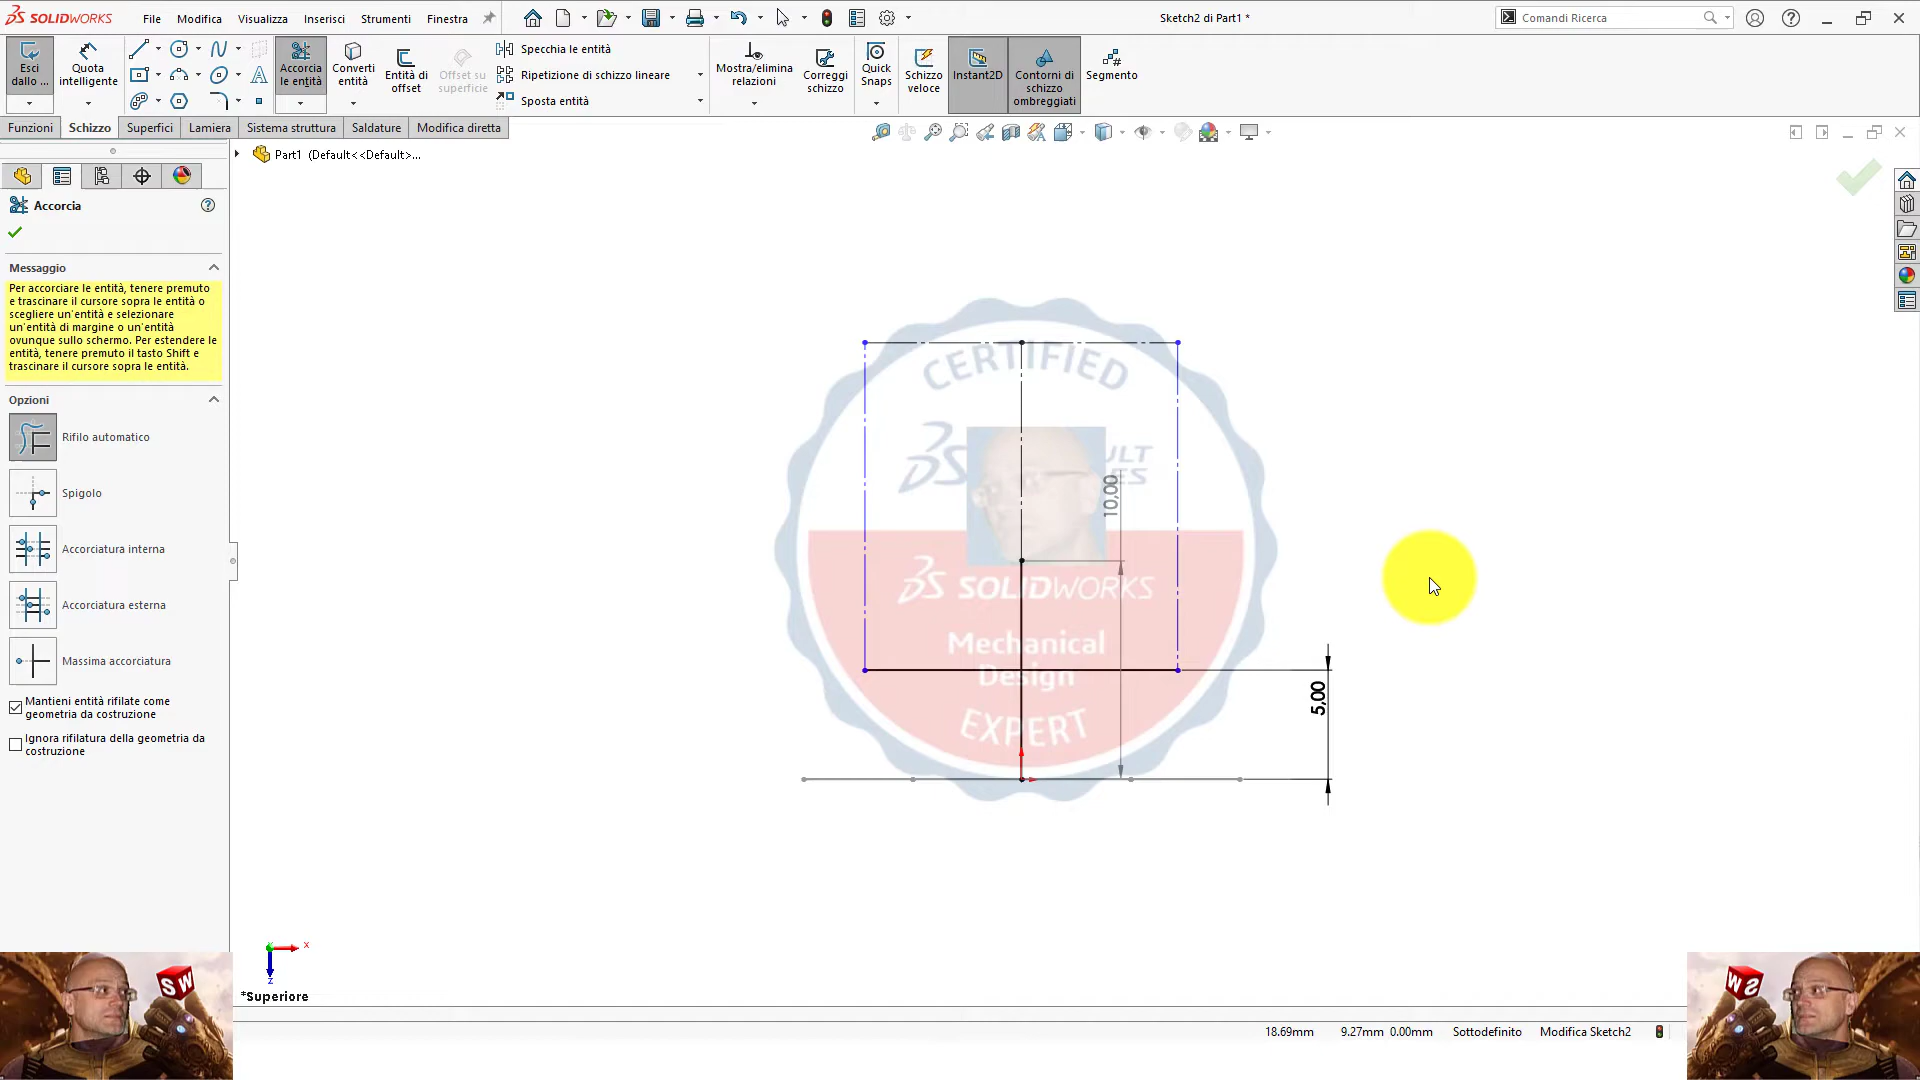 SOLIDWORKS File Modifica Visualizza Inserisci Strumenti Finestra
Sketch2 di Part1 *
Comandi Ricerca
Esci dallo ...
Quota intelligente
Accorcia le entità
Converti entità
Entità di offset
Offset su superficie
Specchia le entità
Ripetizione di schizzo lineare
Sposta entità
Mostra/elimina relazioni
Correggi schizzo
Quick Snaps
Schizzo veloce
Instant2D
Contorni di schizzo ombreggiati
Segmento
Funzioni Schizzo Superfici Lamiera Sistema struttura Saldature Modifica diretta
Part1 (Default<<Default>...
Accorcia
Messaggio
Per accorciare le entità, tenere premuto
e trascinare il cursore sopra le entità o
scegliere un'entità e selezionare
un'entità di margine o un'entità
ovunque sullo schermo. Per estendere le
entità, tenere premuto il tasto Shift e
trascinare il cursore sopra le entità.
Opzioni
Rifilo automatico
Spigolo
Accorciatura interna
Accorciatura esterna
Massima accorciatura
Mantieni entità rifilate come
geometria da costruzione
Ignora rifilatura della geometria da
costruzione
CERTIFIED
ULT
ES
10,00
SOLIDWORKS
Mechanical
Design
EXPERT
5,00
x
z
*Superiore
SW
SW
18.69mm 9.27mm 0.00mm Sottodefinito Modifica Sketch2